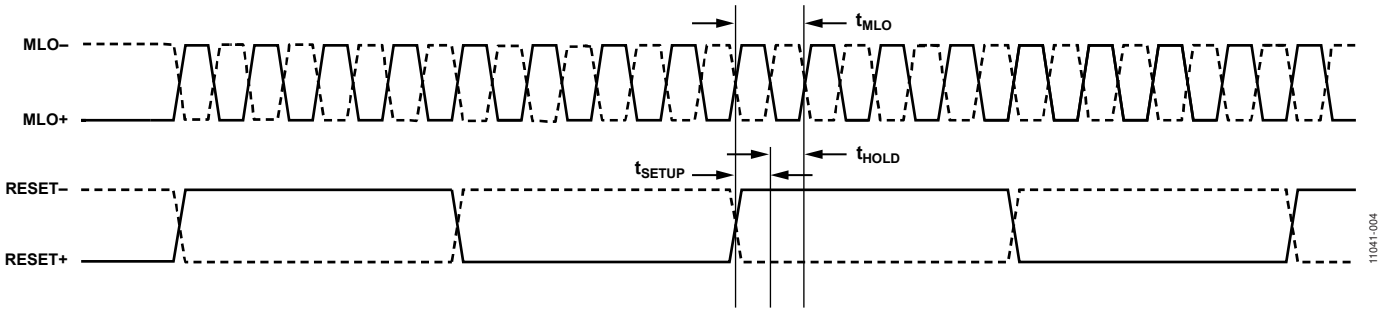 t_MLO
MLO–
MLO+
t_HOLD
t_SETUP
RESET–
RESET+
11041-004